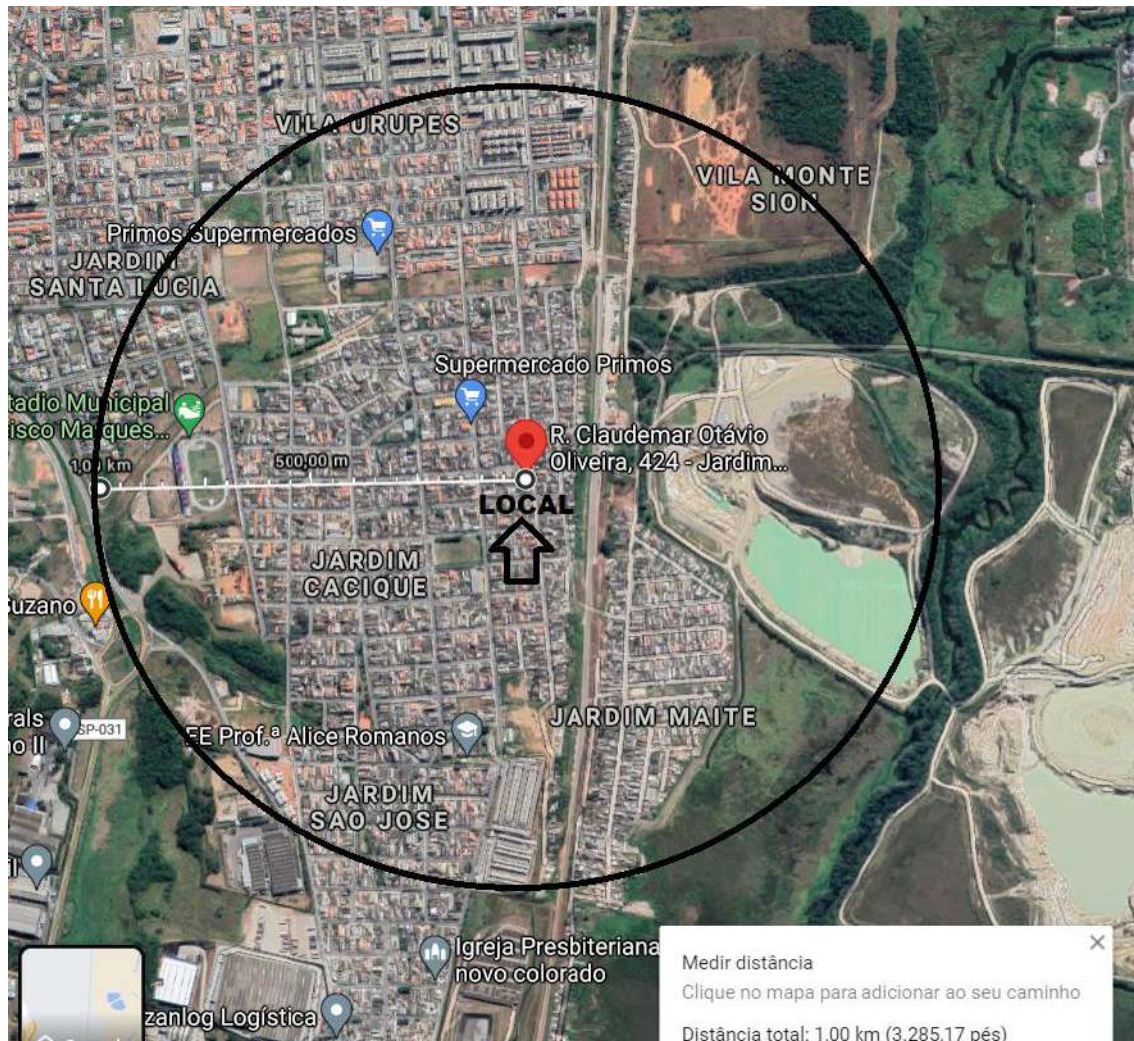 VILA URUPES
VILA MONTE
SION
Primos Supermercados
JARDIM
SANTA LUCIA
Supermercado Primos
tadio Municipal
cisco Marques...
R. Claudemar Otávio
Oliveira, 424 - Jardim...
1,00 km
500,00 m
LOCAL
JARDIM
CACIQUE
Suzano
JARDIM MAITE
SP-031
EE Prof.ª Alice Romanos
JARDIM
SAO JOSE
Igreja Presbiteriana
novo colorado
zanlog Logística
Medir distância
Clique no mapa para adicionar ao seu caminho
Distância total: 1,00 km (3.285,17 pés)